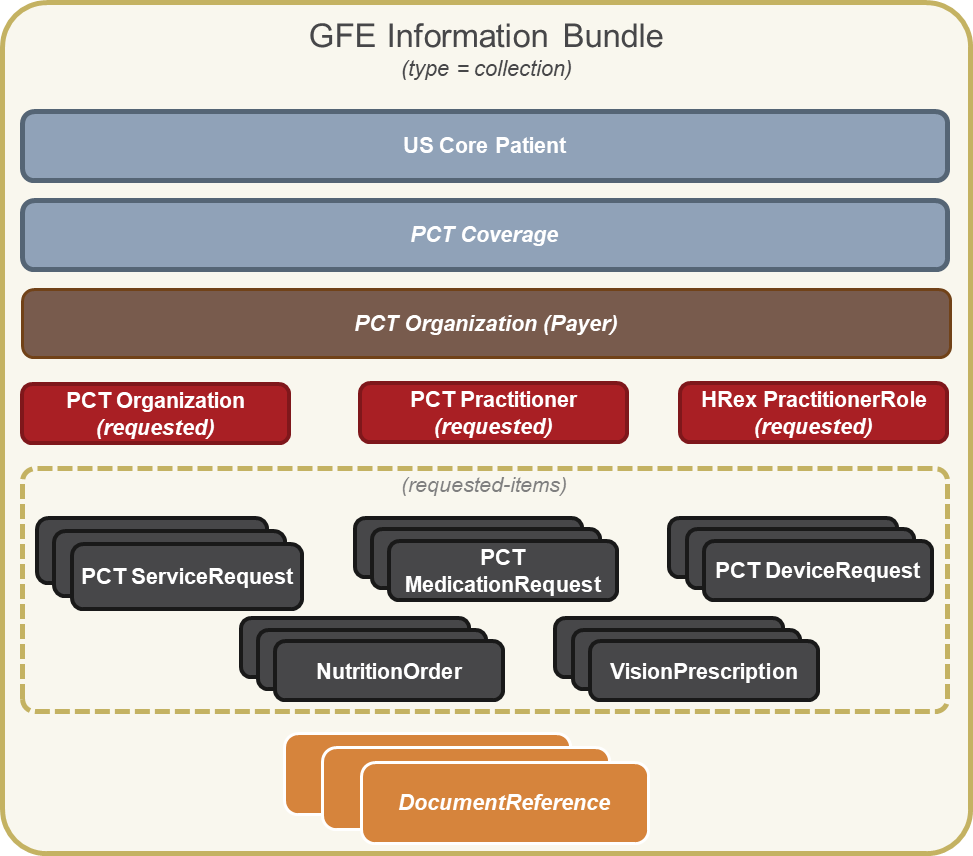 GFE Information Bundle
(type = collection)
US Core Patient
PCT Coverage
PCT Organization (Payer)
PCT Organization
(requested)
PCT Practitioner
(requested)
HRex PractitionerRole
(requested)
(requested-items)
PCT ServiceRequest
PCT
MedicationRequest
PCT DeviceRequest
NutritionOrder
VisionPrescription
DocumentReference